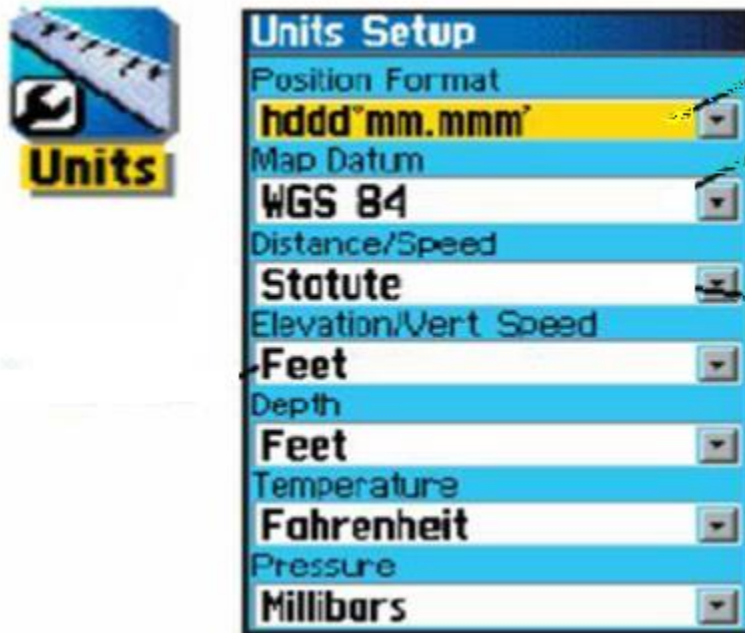 Units
Units Setup
Position Format
hddd°mm.mmm'
Map Datum
WGS 84
Distance/Speed
Statute
Elevation/Vert Speed
Feet
Depth
Feet
Temperature
Fahrenheit
Pressure
Millibars